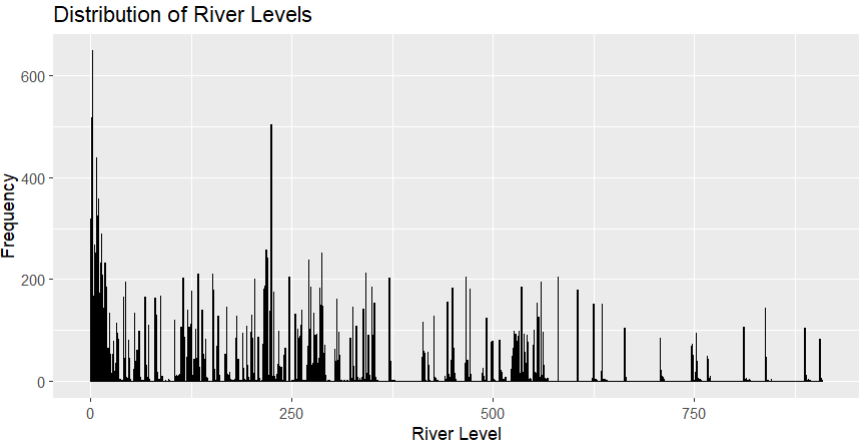 Distribution of River Levels
Frequency
600
400
200
0
0 250 500 750
River Level